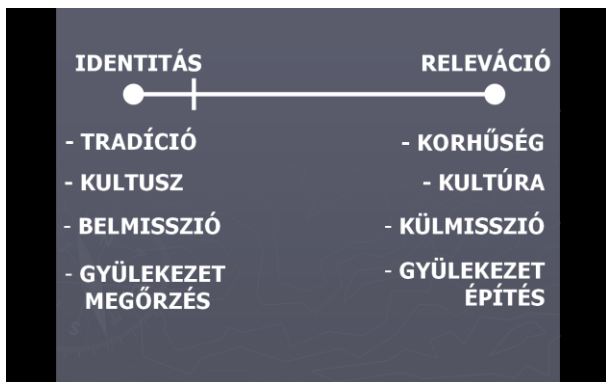 IDENTITÁS
RELEVÁCIÓ
- TRADÍCIÓ
- KULTUSZ
- BELMISSZIÓ
- GYÜLEKEZET
MEGŐRZÉS
- KORHŰSÉG
- KULTÚRA
- KÜLMISSZIÓ
- GYÜLEKEZET
ÉPÍTÉS
S